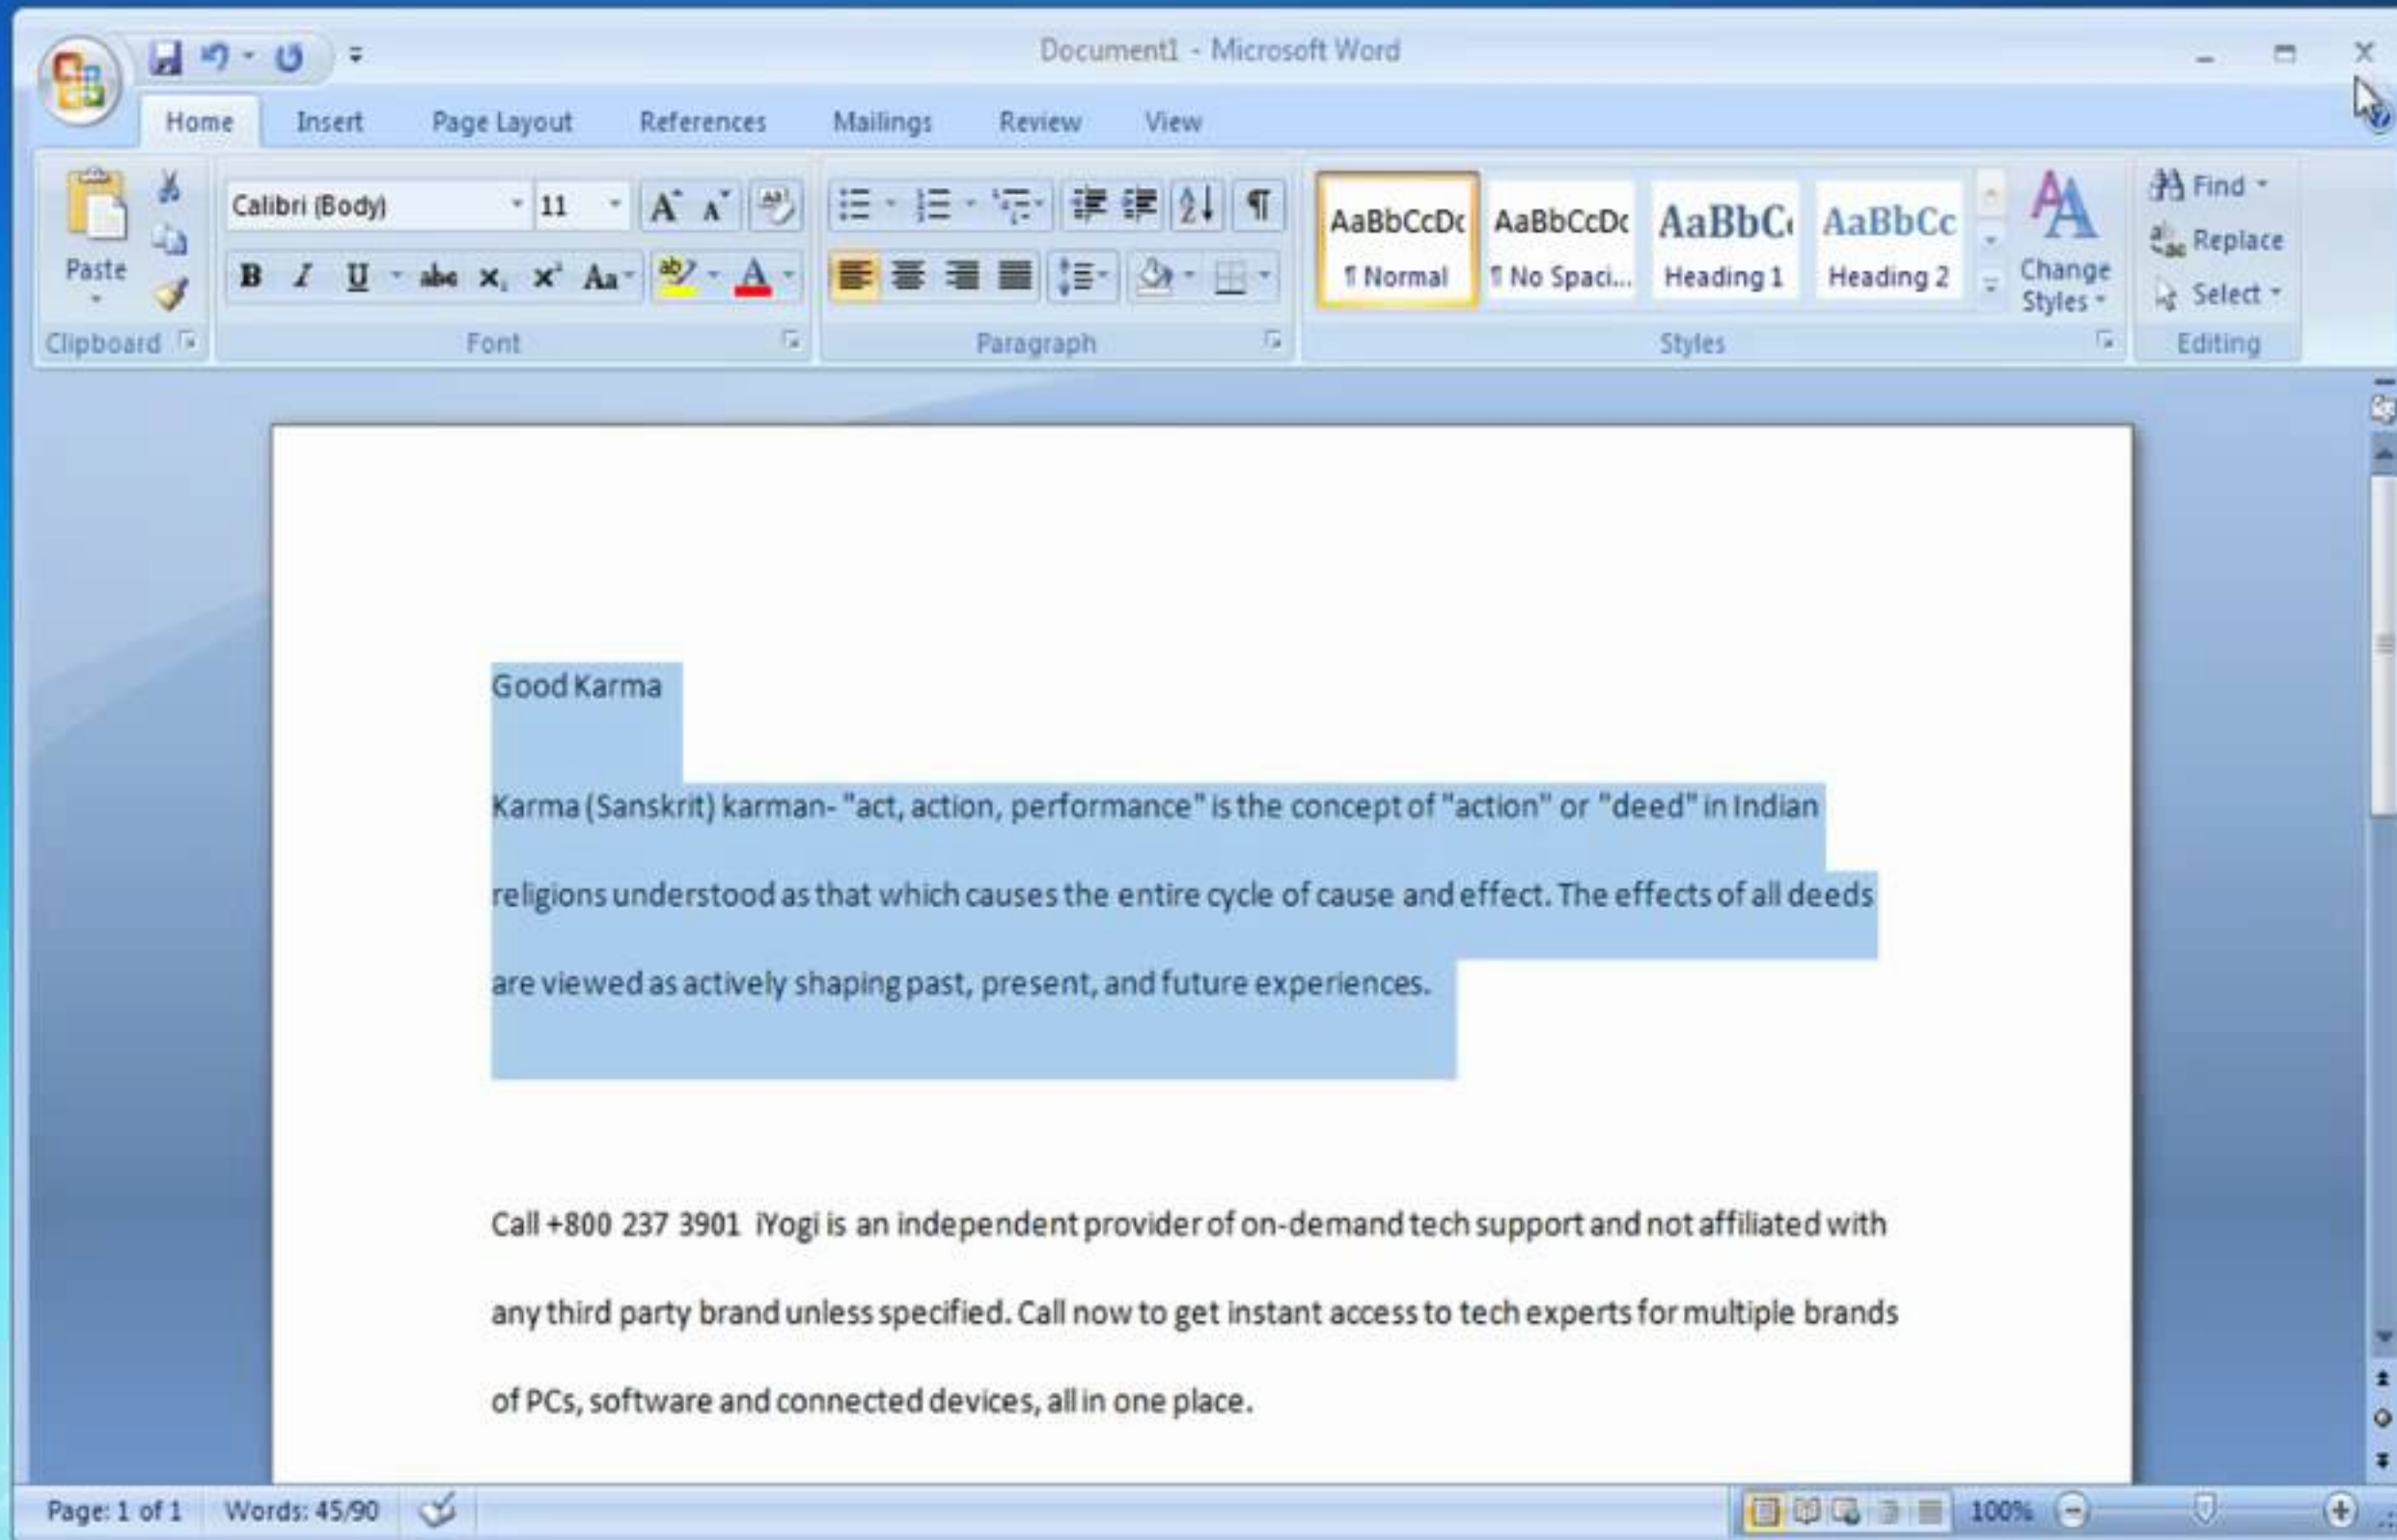 Document1 - Microsoft Word
Home Insert Page Layout References Mailings Review View
Calibri (Body) 11
Paste
B I U abc x, x² Aa ab A
AaBbCcDc AaBbCcDc AaBbC AaBbCc
¶ Normal ¶ No Spaci... Heading 1 Heading 2
Change
Styles
Find
Replace
Select
Clipboard Font Paragraph Styles Editing
Good Karma
Karma (Sanskrit) karman- "act, action, performance" is the concept of "action" or "deed" in Indian
religions understood as that which causes the entire cycle of cause and effect. The effects of all deeds
are viewed as actively shaping past, present, and future experiences.
Call +800 237 3901 iYogi is an independent provider of on-demand tech support and not affiliated with
any third party brand unless specified. Call now to get instant access to tech experts for multiple brands
of PCs, software and connected devices, all in one place.
Page: 1 of 1 Words: 45/90 100%